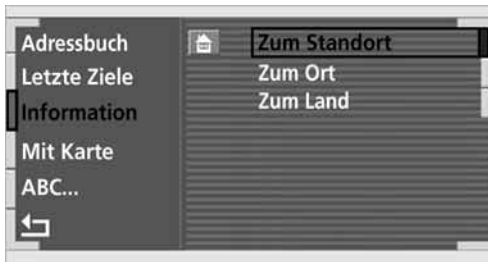 Adressbuch
Letzte Ziele
Information
Mit Karte
ABC...
Zum Standort
Zum Ort
Zum Land